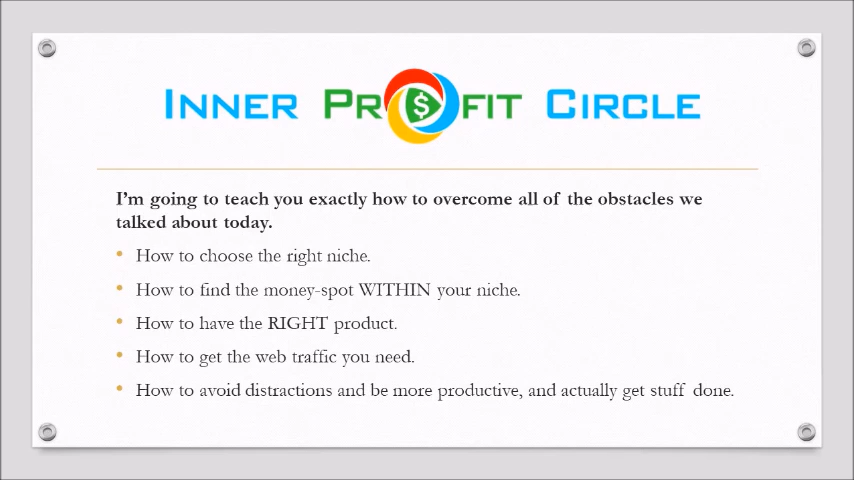 INNER PROFIT CIRCLE
$
I'm going to teach you exactly how to overcome all of the obstacles we
talked about today.
• How to choose the right niche.
• How to find the money-spot WITHIN your niche.
• How to have the RIGHT product.
• How to get the web traffic you need.
• How to avoid distractions and be more productive, and actually get stuff done.